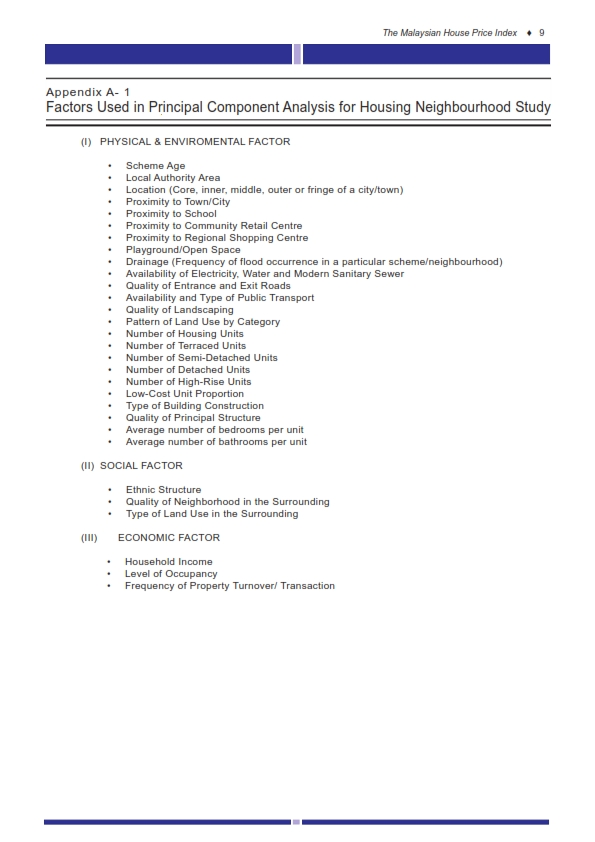 The Malaysian House Price Index ♦ 9
Appendix A- 1
Factors Used in Principal Component Analysis for Housing Neighbourhood Study
(I) PHYSICAL & ENVIROMENTAL FACTOR
• Scheme Age
• Local Authority Area
• Location (Core, inner, middle, outer or fringe of a city/town)
• Proximity to Town/City
• Proximity to School
• Proximity to Community Retail Centre
• Proximity to Regional Shopping Centre
• Playground/Open Space
• Drainage (Frequency of flood occurrence in a particular scheme/neighbourhood)
• Availability of Electricity, Water and Modern Sanitary Sewer
• Quality of Entrance and Exit Roads
• Availability and Type of Public Transport
• Quality of Landscaping
• Pattern of Land Use by Category
• Number of Housing Units
• Number of Terraced Units
• Number of Semi-Detached Units
• Number of Detached Units
• Number of High-Rise Units
• Low-Cost Unit Proportion
• Type of Building Construction
• Quality of Principal Structure
• Average number of bedrooms per unit
• Average number of bathrooms per unit
(II) SOCIAL FACTOR
• Ethnic Structure
• Quality of Neighborhood in the Surrounding
• Type of Land Use in the Surrounding
(III) ECONOMIC FACTOR
• Household Income
• Level of Occupancy
• Frequency of Property Turnover/ Transaction